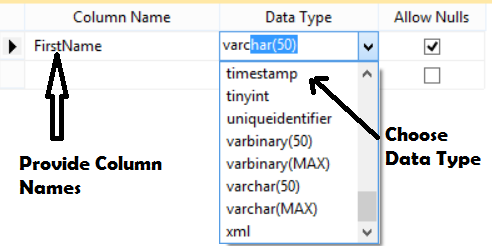 Column Name Data Type Allow Nulls
FirstName varchar(50)
timestamp
tinyint
uniqueidentifier
varbinary(50)
varbinary(MAX)
varchar(50)
varchar(MAX)
xml
Provide Column
Names
Choose
Data Type